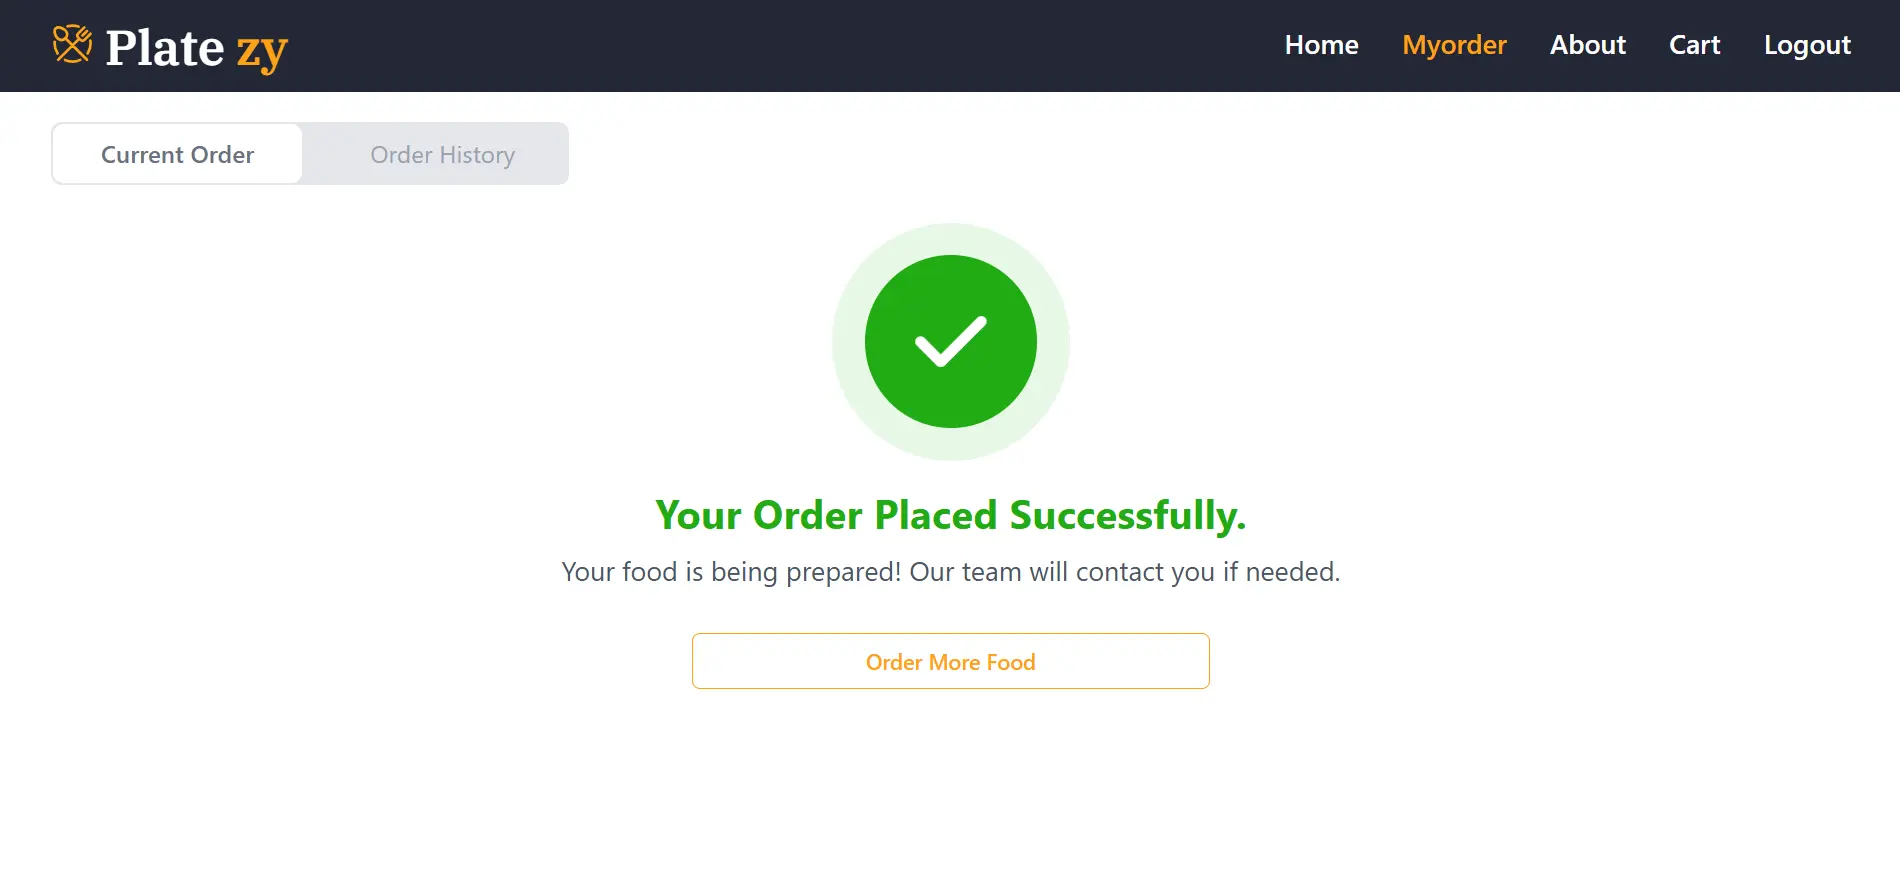 Plate zy
Home Myorder About Cart Logout
Current Order Order History
Your Order Placed Successfully.
Your food is being prepared! Our team will contact you if needed.
Order More Food